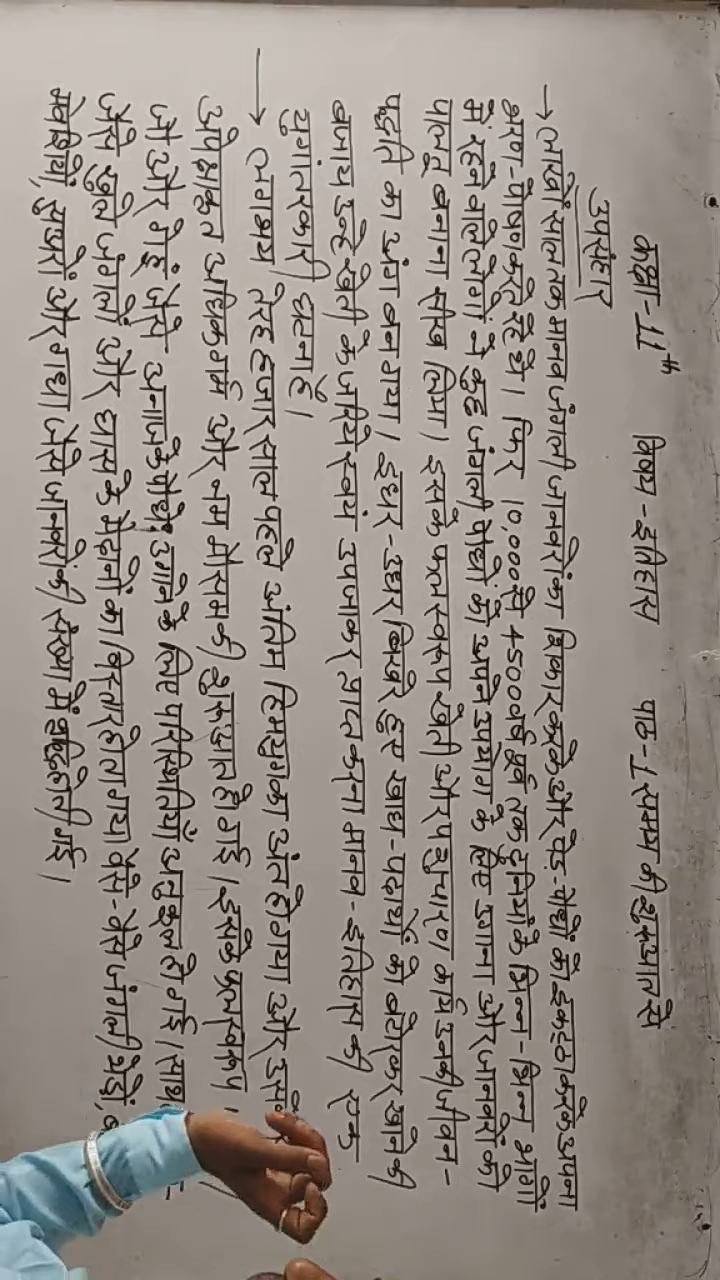 कक्षा-11th विषय-इतिहास पाठ-1 समय की शुरूआत से
उपसंहार
→ लाखों साल तक मानव जंगली जानवरों का शिकार करके और पेड़-पौधों को इकट्ठा करके अपना
भरण-पोषण करते रहे थे। फिर 10,000 से 4500 वर्ष पूर्व तक दुनियाँ के भिन्न-भिन्न भागों
में रहने वाले लोगों ने कुछ जंगली पौधों को अपने उपयोग के लिए उगाना और जानवरों को
पालतू बनाना सीख लिया। इसके फलस्वरूप खेती और पशुचारण कार्य उनकी जीवन-
पद्धति का अंग बन गया। इधर-उधर बिखरे हुए खाद्य-पदार्थों को बटोकर खाने की
बजाय उन्हें खेती के जरिये स्वयं उपजाकर प्राप्त करना मानव-इतिहास की एक
युगांतरकारी घटना है।
→ लगभग तेरह हजार साल पहले अंतिम हिमयुग का अंत हो गया और
अपेक्षाकृत अधिक गर्म और नम मौसम की शुरूआत हो गई। इसके फलस्वरूप
जौ और गेहूं जैसे अनाज के पौधे उगाने के लिए परिस्थितियाँ अनुकूल हो गई। साथ
जैसे खुले जंगलों और घास के मैदानों का विस्तार होता गया वैसे-वैसे जंगली भेड़ों,
मवेशियों, सुअरों और गधा जैसे जानवरों की संख्या में वृद्धि होती गई।